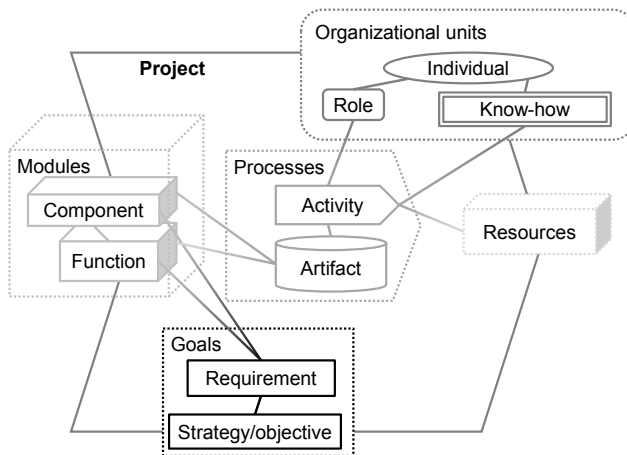 Organizational units
Project
Individual
Role
Know-how
Modules
Processes
Component
Activity
Resources
Function
Artifact
Goals
Requirement
Strategy/objective